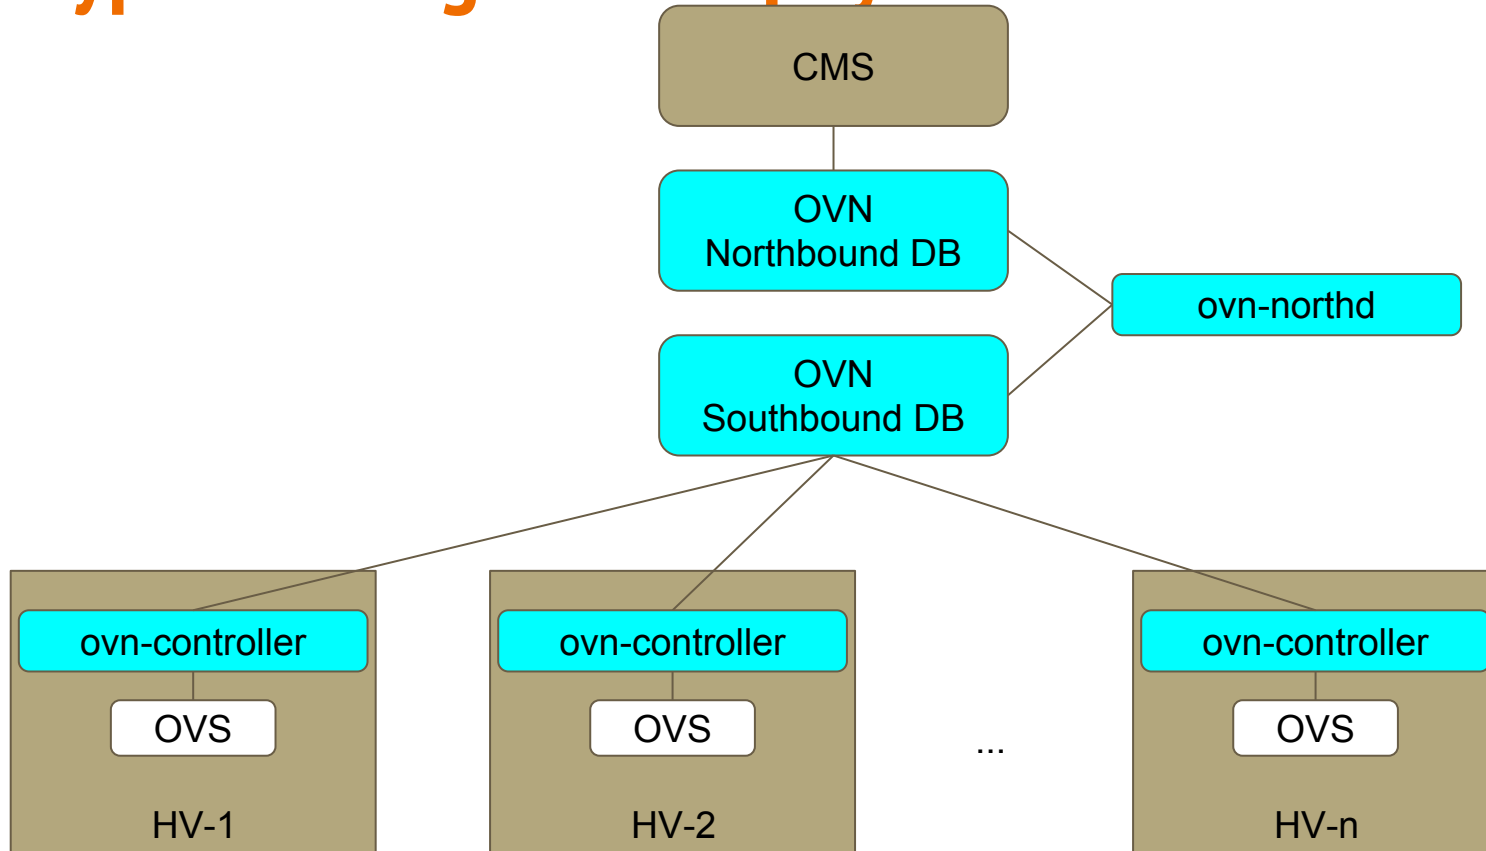 CMS
OVN
Northbound DB
ovn-northd
OVN
Southbound DB
ovn-controller
ovn-controller
ovn-controller
OVS
OVS
...
OVS
HV-1
HV-2
HV-n